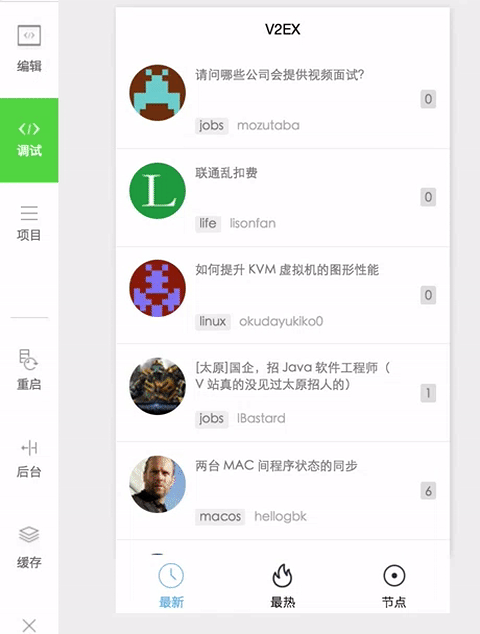 V2EX
编辑
调试
项目
重启
后台
缓存
请问哪些公司会提供视频面试?
0
jobs mozutaba
L
联通乱扣费
0
life lisonfan
如何提升 KVM 虚拟机的图形性能
0
linux okudayukiko0
[太原]国企，招 Java 软件工程师（
V 站真的没见过太原招人的）
1
jobs IBastard
两台 MAC 间程序状态的同步
6
macos hellogbk
最新 最热 节点